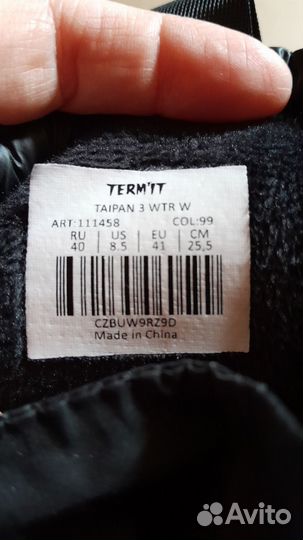 TERM'IT
TAIPAN 3 WTR W
ART:111458 COL:99
RU US EU CM
40 8.5 41 25,5
CZBUW9RZ9D
Made in China
Avito